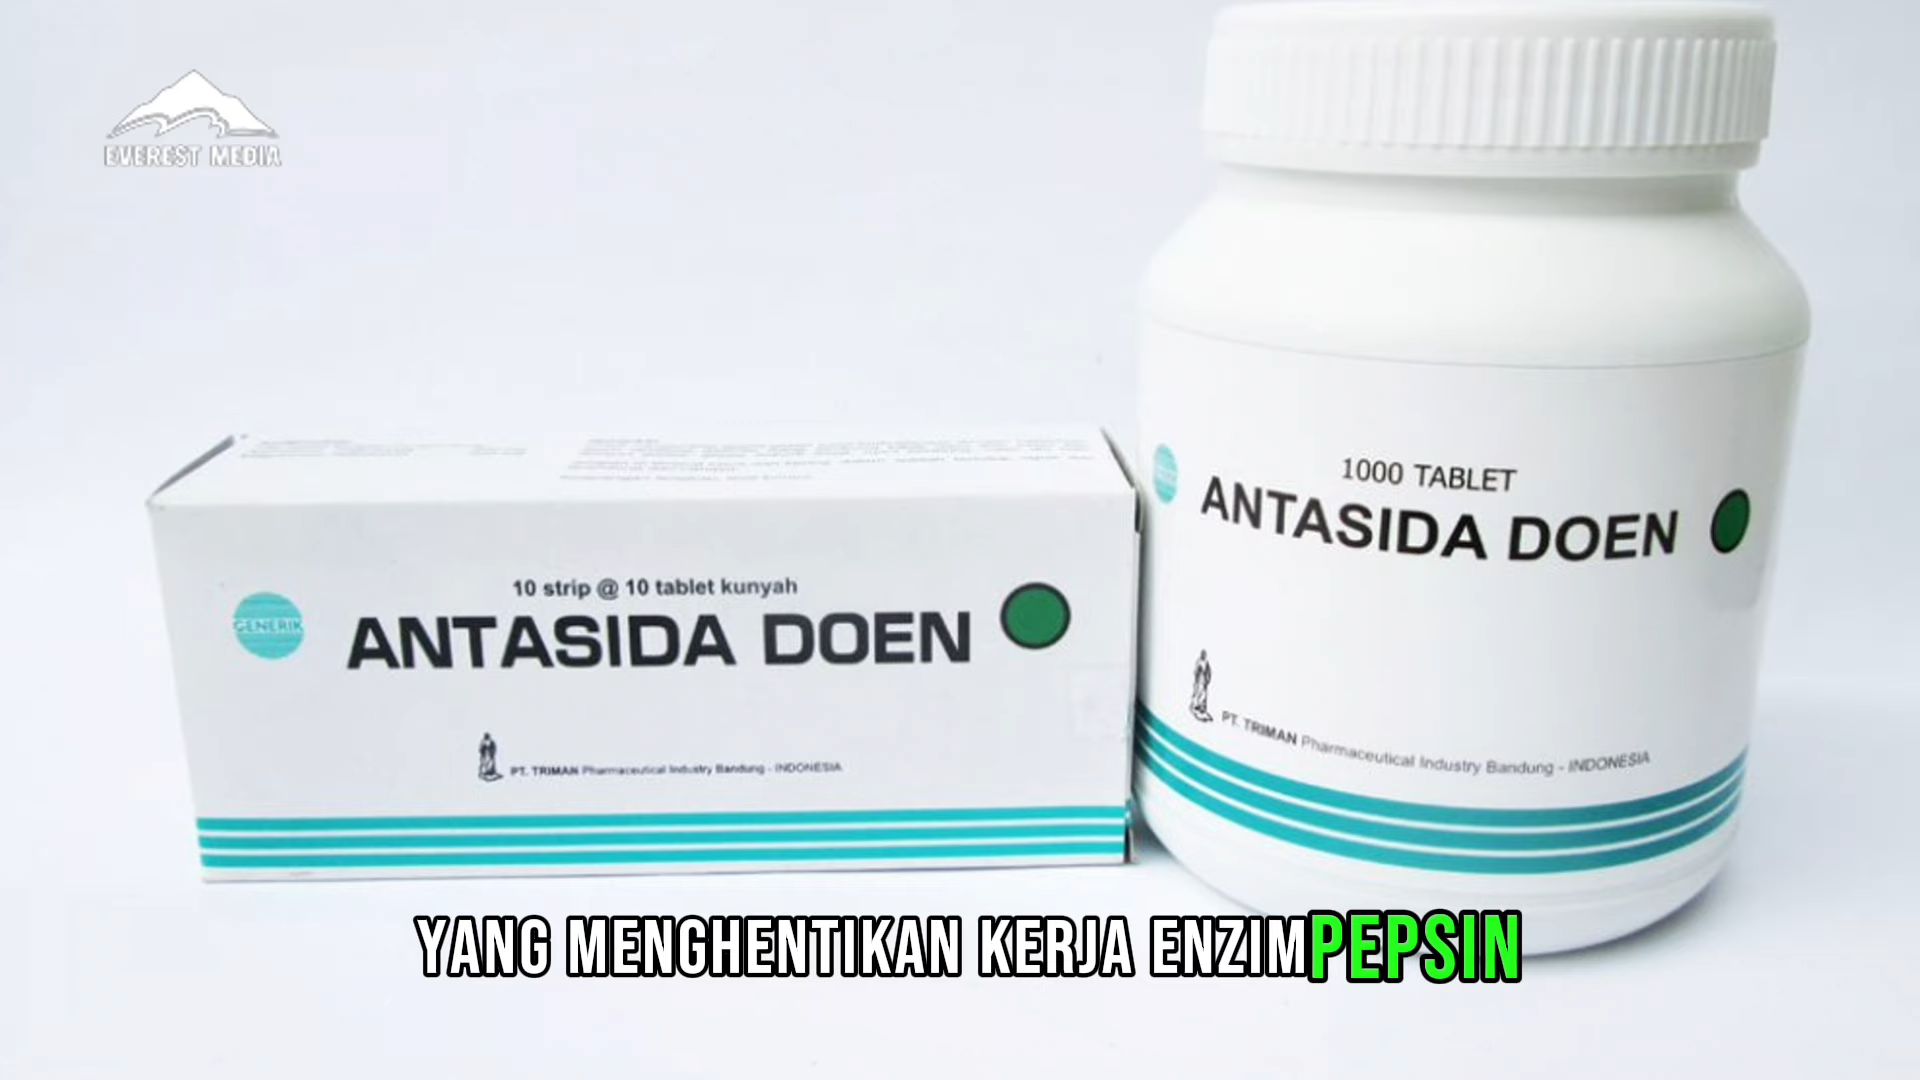 EVEREST MEDIA
10 strip @ 10 tablet kunyah
GENERIK
ANTASIDA DOEN
PT. TRIMAN Pharmaceutical Industry Bandung - INDONESIA
1000 TABLET
ANTASIDA DOEN
PT. TRIMAN Pharmaceutical Industry Bandung - INDONESIA
YANG MENGHENTIKAN KERJA ENZIM PEPSIN